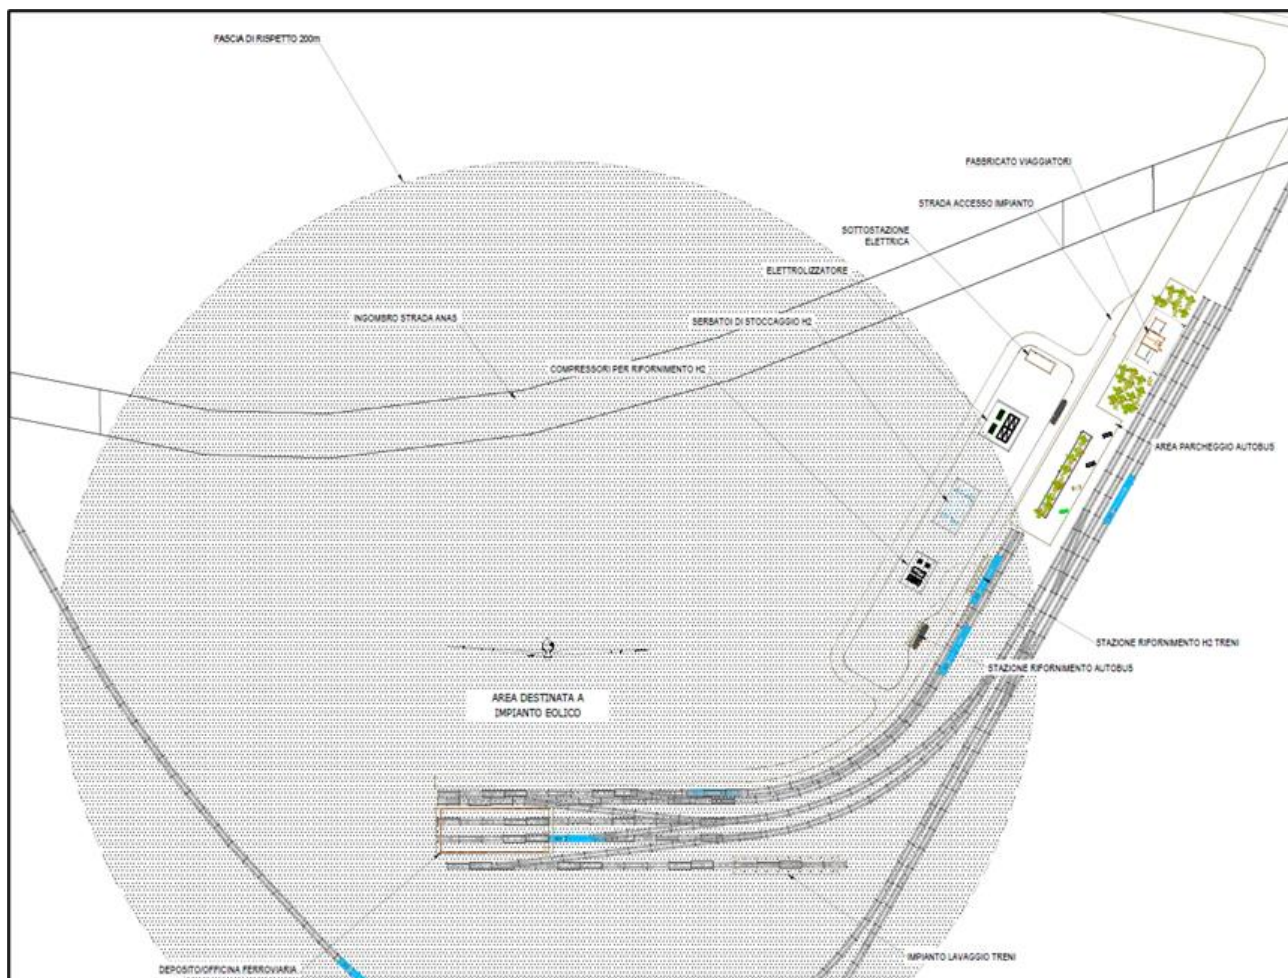 FASCIA DI RISPETTO 200m
FABBRICATO VIAGGIATORI
STRADA ACCESSO IMPIANTO
SOTTOSTAZIONE
ELETTRICA
ELETTROLIZZATORE
INGOMBRO STRADA ANAS
SERBATOI DI STOCCAGGIO H2
COMPRESSORI PER RIFORNIMENTO H2
AREA PARCHEGGIO AUTOBUS
STAZIONE RIFORNIMENTO H2 TRENI
STAZIONE RIFORNIMENTO AUTOBUS
AREA DESTINATA A
IMPIANTO EOLICO
IMPIANTO LAVAGGIO TRENI
DEPOSITO/OFFICINA FERROVIARIA